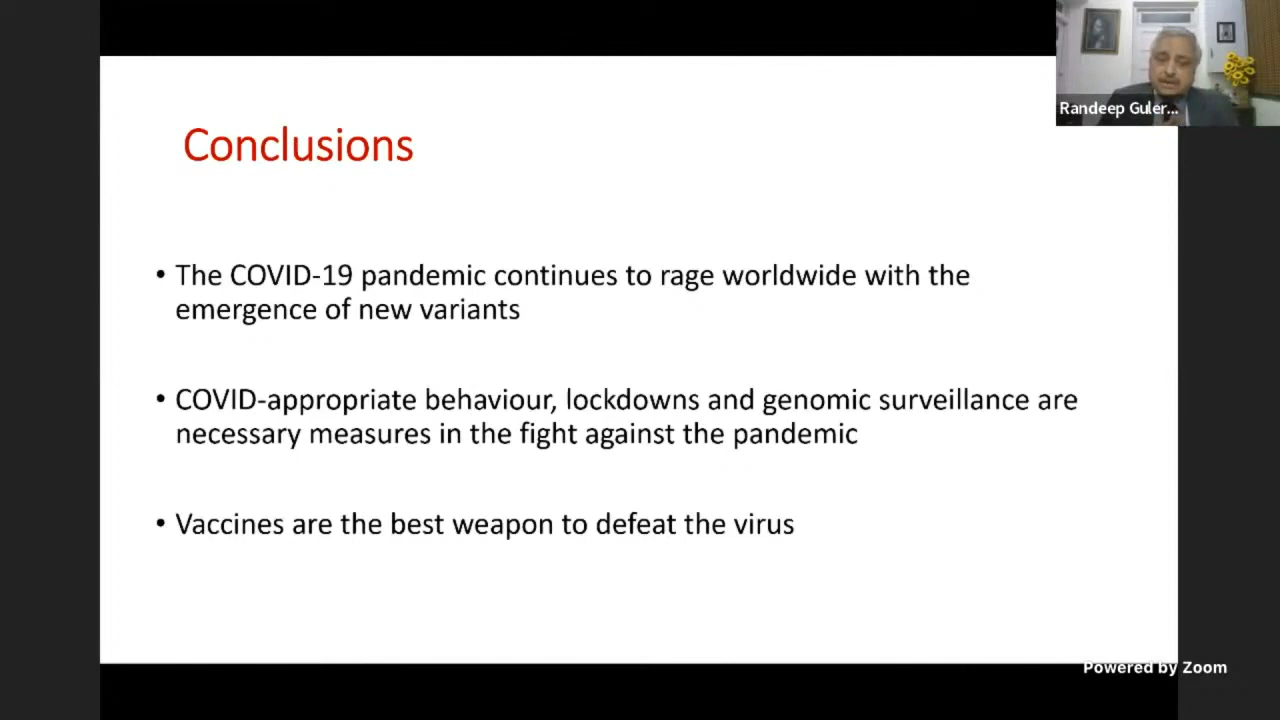 Randeep Guler...
Conclusions
• The COVID-19 pandemic continues to rage worldwide with the
emergence of new variants
• COVID-appropriate behaviour, lockdowns and genomic surveillance are
necessary measures in the fight against the pandemic
• Vaccines are the best weapon to defeat the virus
Powered by Zoom